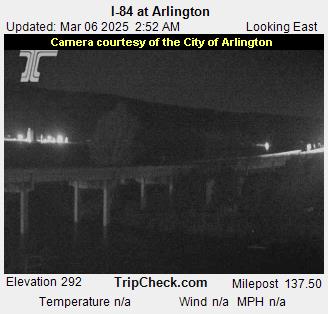 I-84 at Arlington
Updated: Mar 06 2025 2:52 AM Looking East
Camera courtesy of the City of Arlington
Elevation 292 TripCheck.com Milepost 137.50
Temperature n/a Wind n/a MPH n/a